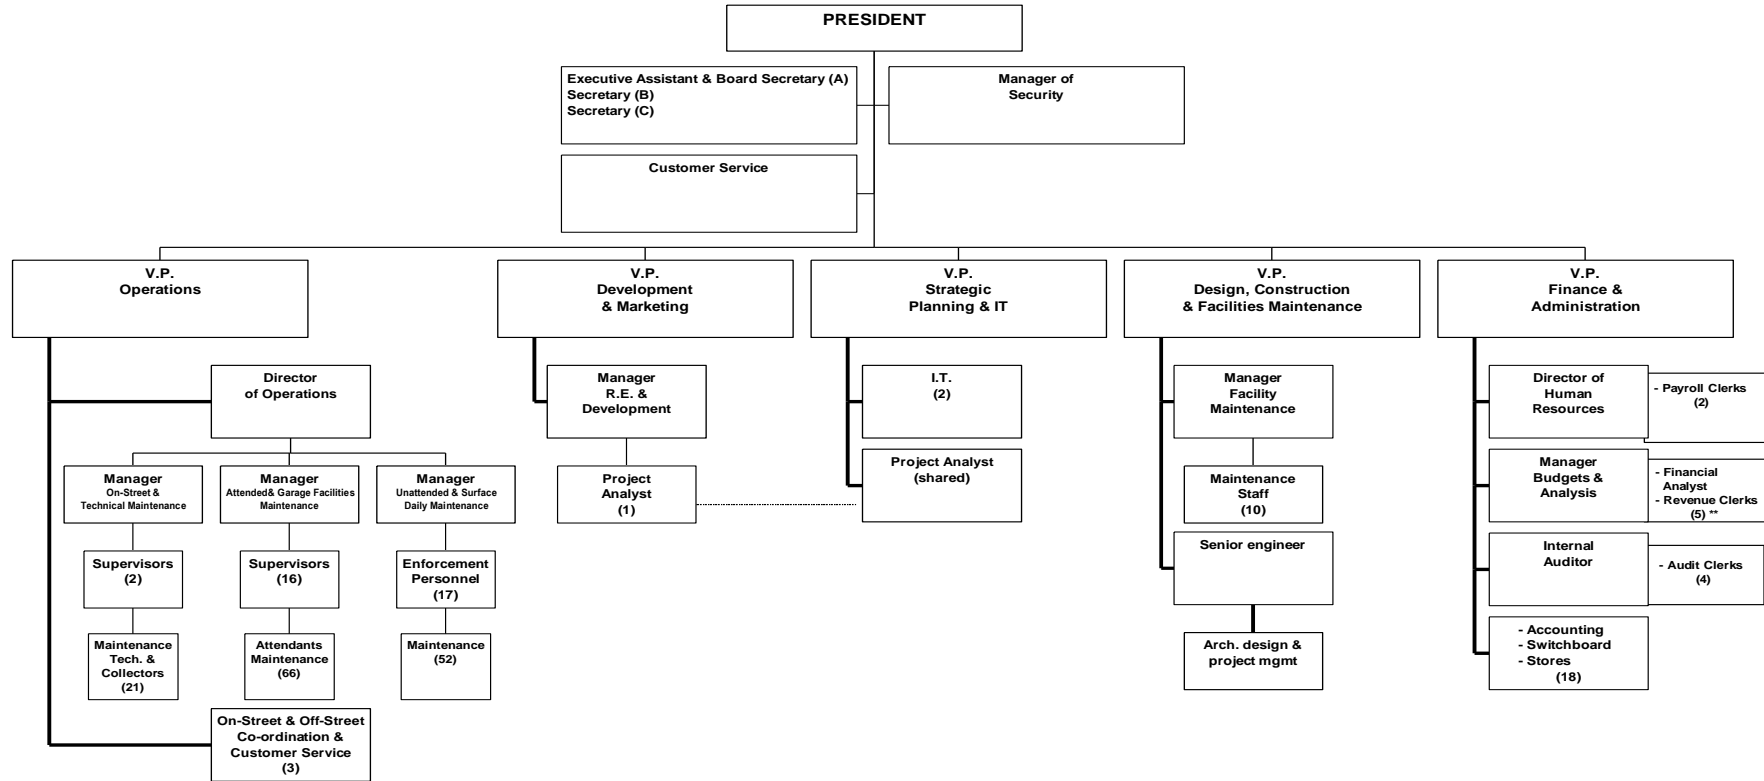 PRESIDENT
Executive Assistant & Board Secretary (A)
Secretary (B)
Secretary (C)
Manager of
Security
Customer Service
V.P.
Operations
V.P.
Development
& Marketing
V.P.
Strategic
Planning & IT
V.P.
Design, Construction
& Facilities Maintenance
V.P.
Finance &
Administration
Director
of Operations
Manager
R.E. &
Development
I.T.
(2)
Manager
Facility
Maintenance
Director of
Human
Resources
- Payroll Clerks
(2)
Manager
On-Street &
Technical Maintenance
Manager
Attended& Garage Facilities
Maintenance
Manager
Unattended & Surface
Daily Maintenance
Project
Analyst
(1)
Project Analyst
(shared)
Maintenance
Staff
(10)
Manager
Budgets &
Analysis
- Financial
Analyst
- Revenue Clerks
(5) **
Supervisors
(2)
Supervisors
(16)
Enforcement
Personnel
(17)
Senior engineer
Internal
Auditor
- Audit Clerks
(4)
Maintenance
Tech. &
Collectors
(21)
Attendants
Maintenance
(66)
Maintenance
(52)
Arch. design &
project mgmt
- Accounting
- Switchboard
- Stores
(18)
On-Street & Off-Street
Co-ordination &
Customer Service
(3)